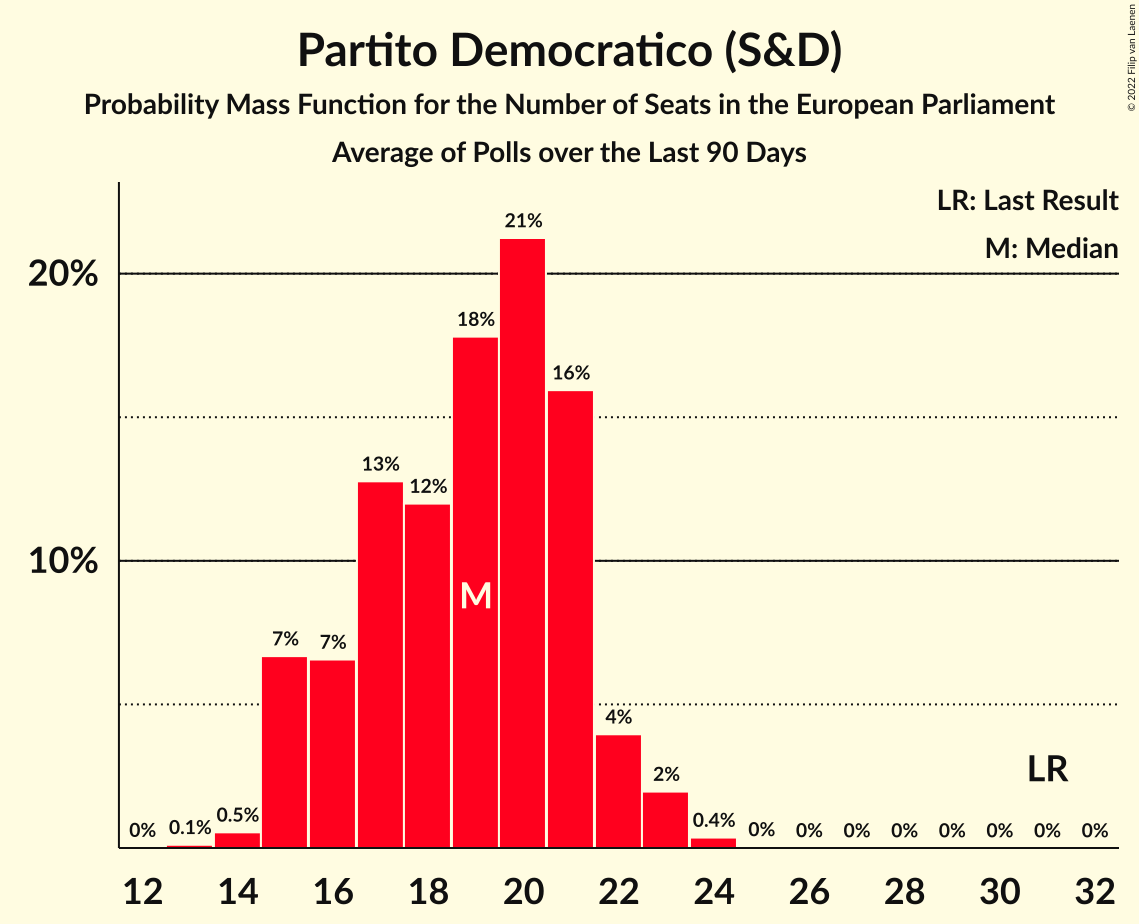 © 2022 Filip van Laenen
Partito Democratico (S&D)
Probability Mass Function for the Number of Seats in the European Parliament
Average of Polls over the Last 90 Days
LR: Last Result
M: Median
20%
10%
0% 0.1% 0.5% 7% 7% 13% 12% 18% 21% 16% 4% 2% 0.4% 0% 0% 0% 0% 0% 0% 0% 0%
M
LR
12 14 16 18 20 22 24 26 28 30 32